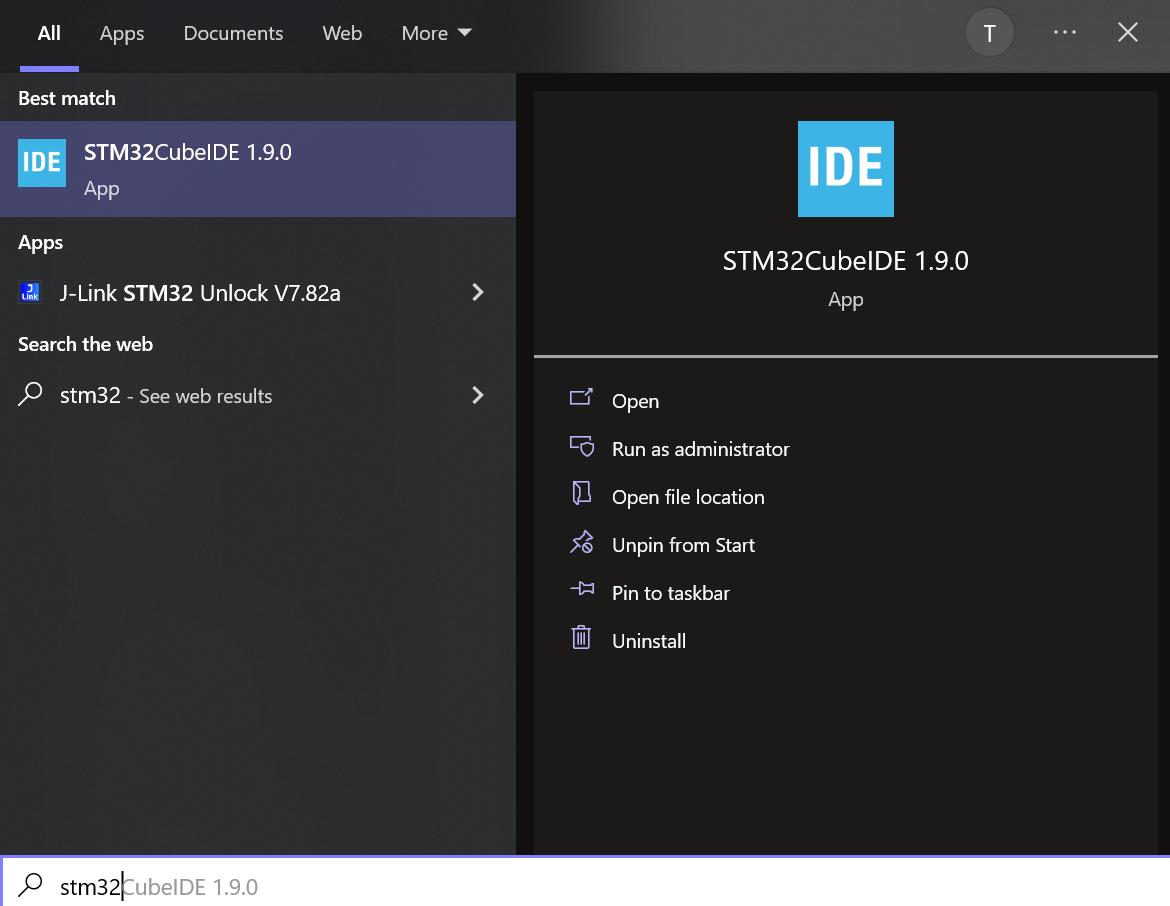 All Apps Documents Web More T
Best match
IDE
STM32CubeIDE 1.9.0
App
Apps
J-Link
J-Link STM32 Unlock V7.82a
Search the web
stm32 - See web results
IDE
STM32CubeIDE 1.9.0
App
Open
Run as administrator
Open file location
Unpin from Start
Pin to taskbar
Uninstall
stm32CubeIDE 1.9.0